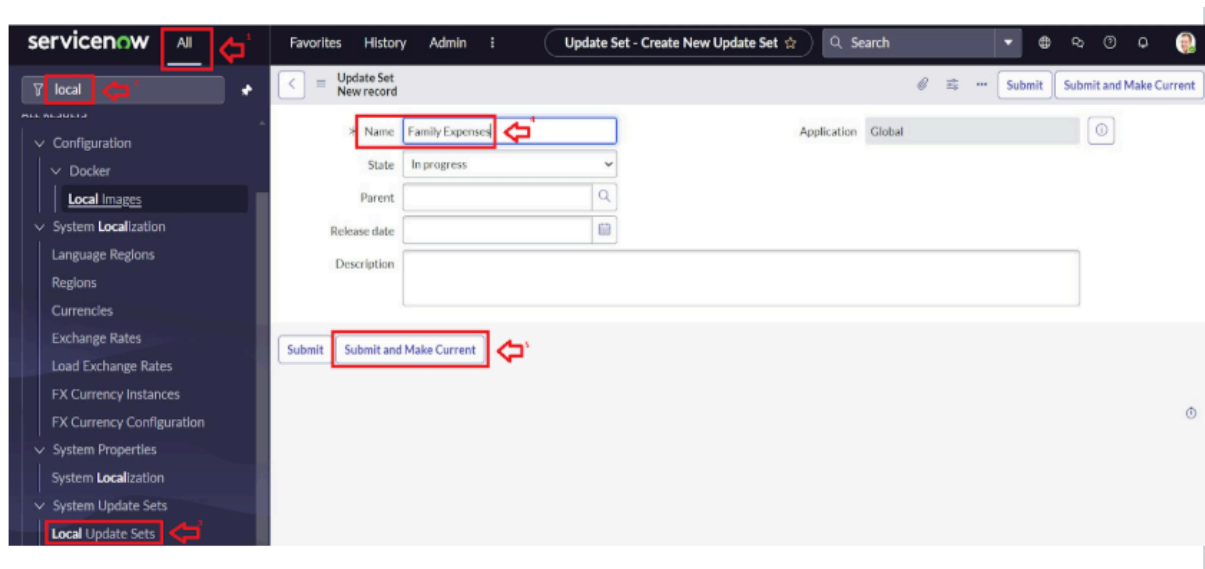 servicenow All 1 Favorites History Admin Update Set - Create New Update Set Search
local Update Set
New record Submit Submit and Make Current
Configuration
Docker
Local Images
System Localization
Language Regions
Regions
Currencies
Exchange Rates
Load Exchange Rates
FX Currency Instances
FX Currency Configuration
System Properties
System Localization
System Update Sets
Local Update Sets
Name Family Expenses 4 Application Global
State In progress
Parent
Release date
Description
Submit Submit and Make Current 5